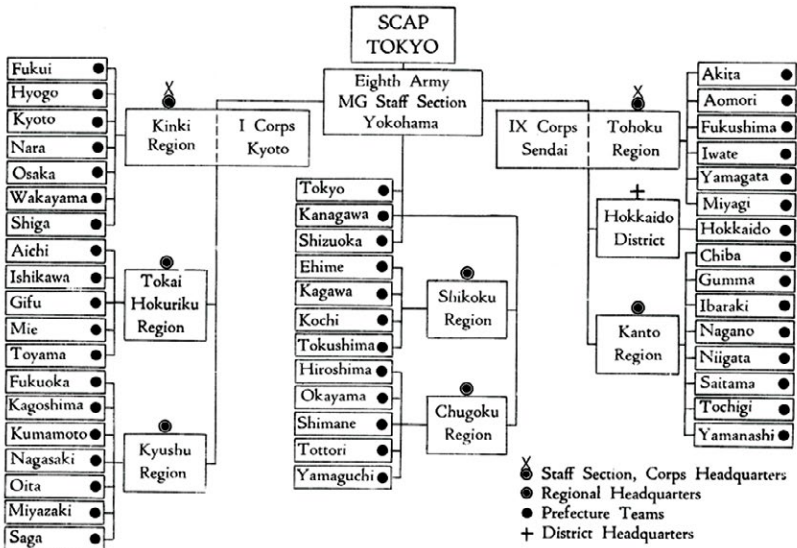 SCAP
TOKYO
Eighth Army
MG Staff Section
Yokohama
Fukui
Hyogo
Kyoto
Nara
Osaka
Wakayama
Shiga
Kinki
Region
I Corps
Kyoto
Aichi
Ishikawa
Gifu
Mie
Toyama
Tokai
Hokuriku
Region
Fukuoka
Kagoshima
Kumamoto
Nagasaki
Oita
Miyazaki
Saga
Kyushu
Region
Tokyo
Kanagawa
Shizuoka
Ehime
Kagawa
Kochi
Tokushima
Shikoku
Region
Hiroshima
Okayama
Shimane
Tottori
Yamaguchi
Chugoku
Region
IX Corps
Sendai
Tohoku
Region
Akita
Aomori
Fukushima
Iwate
Yamagata
Miyagi
Hokkaido
District
Hokkaido
Chiba
Gumma
Ibaraki
Nagano
Niigata
Saitama
Tochigi
Yamanashi
Kanto
Region
Staff Section, Corps Headquarters
Regional Headquarters
Prefecture Teams
District Headquarters